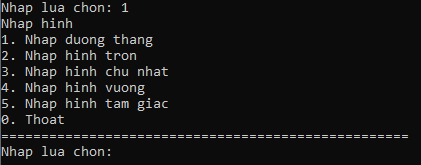 Nhap lua chon: 1
Nhap hinh
1. Nhap duong thang
2. Nhap hinh tron
3. Nhap hinh chu nhat
4. Nhap hinh vuong
5. Nhap hinh tam giac
0. Thoat
===================================================
Nhap lua chon: